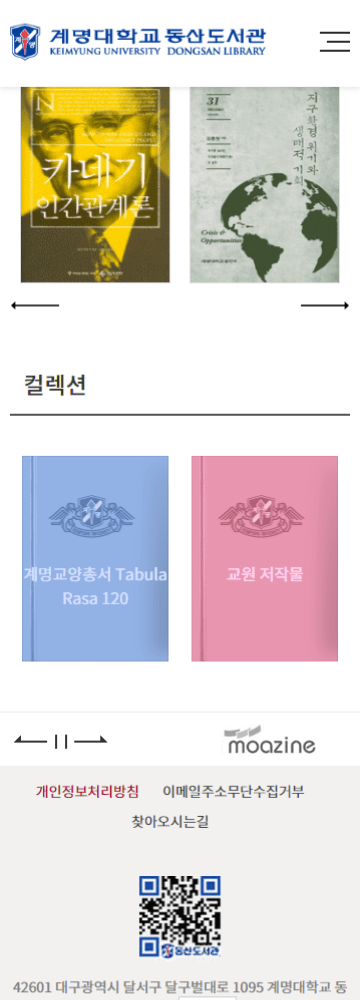 계명대학교 동산도서관
KEIMYUNG UNIVERSITY DONGSAN LIBRARY
N
카네기
인간관계론
31
지구환경 위기와
생태적 기회
Crisis &
Opportunities
컬렉션
계명교양총서 Tabula
Rasa 120
교원 저작물
moazine
개인정보처리방침 이메일주소무단수집거부
찾아오시는길
동산도서관
42601 대구광역시 달서구 달구벌대로 1095 계명대학교 동